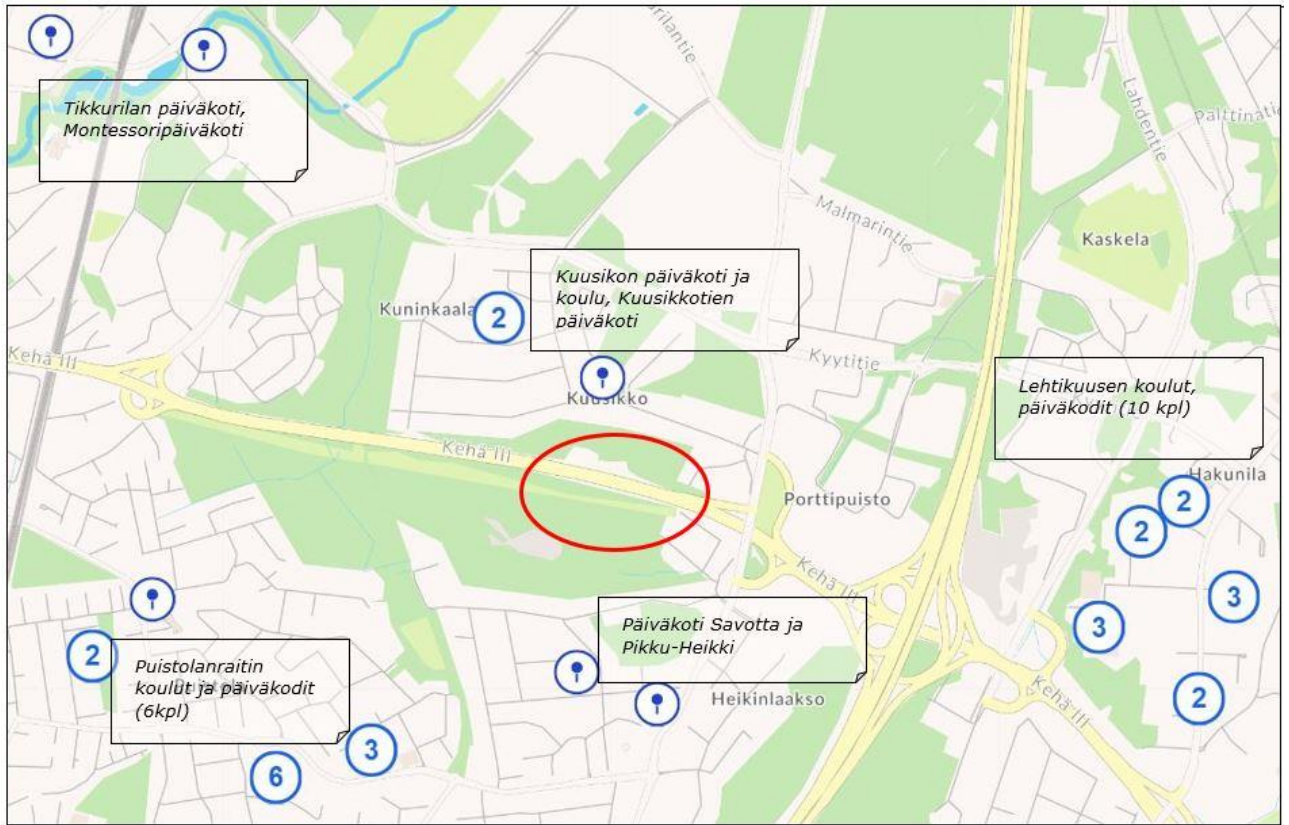 Tikkurilan päiväkoti,
Montessoripäiväkoti
Lahdentie
Malmarintie
Kaskela
Kuusikon päiväkoti ja
koulu, Kuusikkotien
päiväkoti
Kuninkaala
2
Kehä III
Kyytitie
Lehtikuusen koulut,
päiväkodit (10 kpl)
Kuusikko
Kehä III
Hakunila
2
2
Porttipuisto
Kehä III
3
3
Päiväkoti Savotta ja
Pikku-Heikki
2
Puistolanraitin
koulut ja päiväkodit
(6kpl)
Heikinlaakso
Kehä III
2
3
6